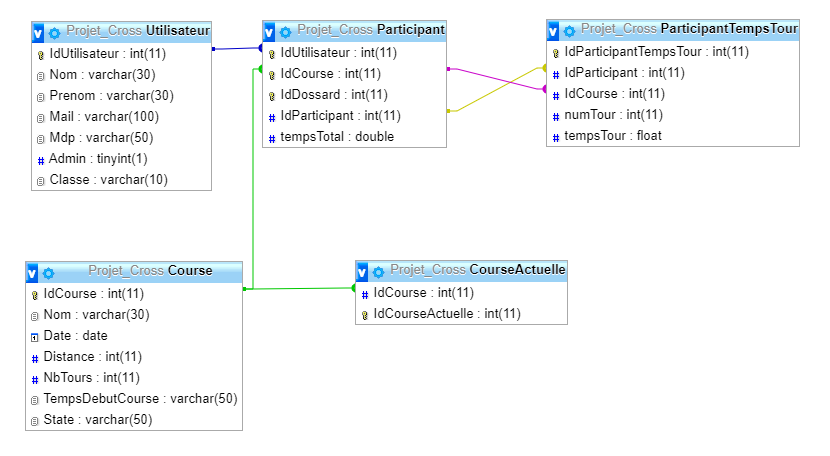 Projet_Cross Utilisateur
IdUtilisateur : int(11)
Nom : varchar(30)
Prenom : varchar(30)
Mail : varchar(100)
Mdp : varchar(50)
Admin : tinyint(1)
Classe : varchar(10)
Projet_Cross Participant
IdUtilisateur : int(11)
IdCourse : int(11)
IdDossard : int(11)
IdParticipant : int(11)
tempsTotal : double
Projet_Cross ParticipantTempsTour
IdParticipantTempsTour : int(11)
IdParticipant : int(11)
IdCourse : int(11)
numTour : int(11)
tempsTour : float
Projet_Cross Course
IdCourse : int(11)
Nom : varchar(30)
Date : date
Distance : int(11)
NbTours : int(11)
TempsDebutCourse : varchar(50)
State : varchar(50)
Projet_Cross CourseActuelle
IdCourse : int(11)
IdCourseActuelle : int(11)